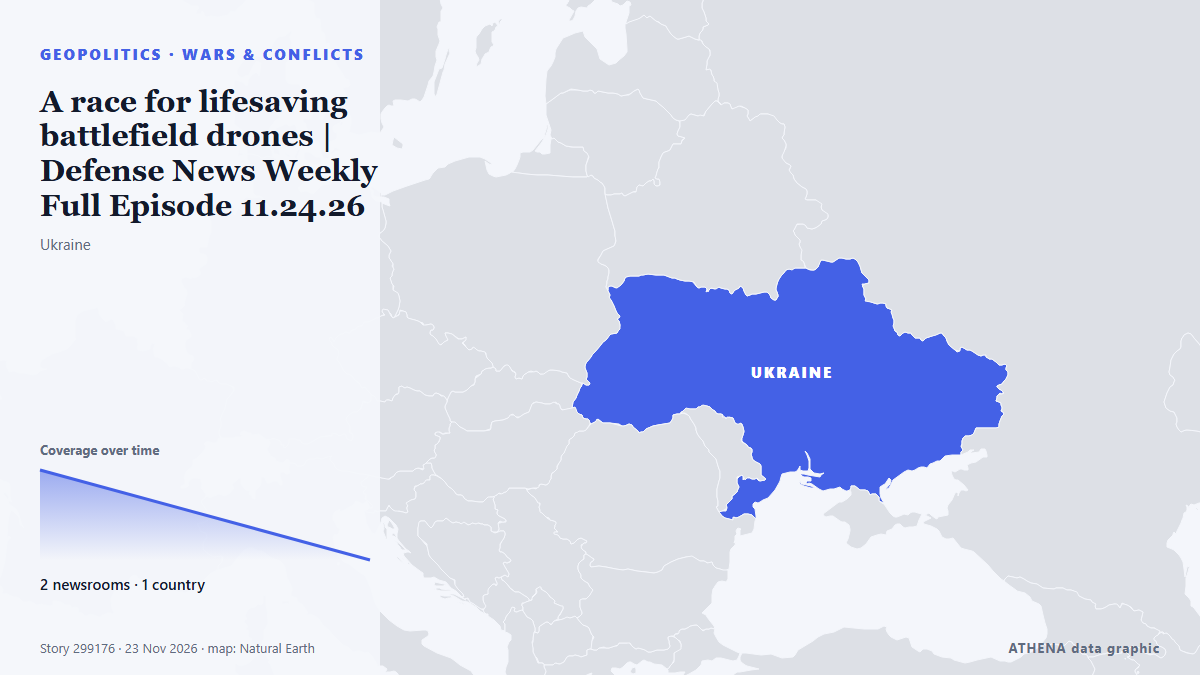 GEOPOLITICS · WARS & CONFLICTS
A race for lifesaving
battlefield drones |
Defense News Weekly
Full Episode 11.24.26
Ukraine
UKRAINE
Coverage over time
2 newsrooms · 1 country
Story 299176 · 23 Nov 2026 · map: Natural Earth
ATHENA data graphic